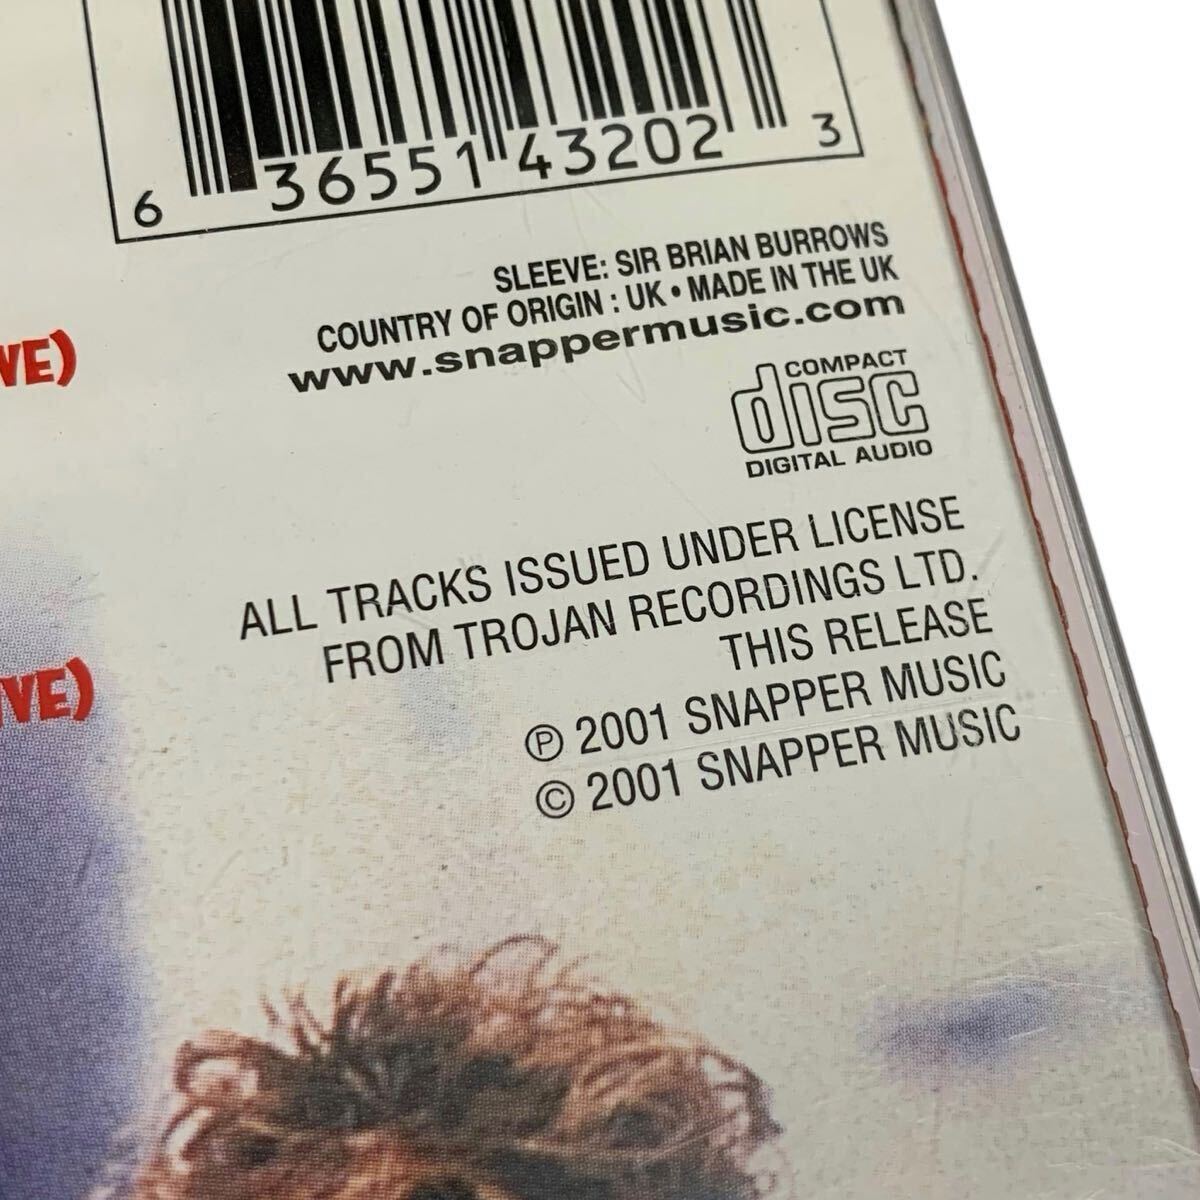 6 36551 43202 3
SLEEVE: SIR BRIAN BURROWS
COUNTRY OF ORIGIN : UK • MADE IN THE UK
www.snappermusic.com
VE)
COMPACT
disc
DIGITAL AUDIO
ALL TRACKS ISSUED UNDER LICENSE
FROM TROJAN RECORDINGS LTD.
THIS RELEASE
℗ 2001 SNAPPER MUSIC
© 2001 SNAPPER MUSIC
IVE)